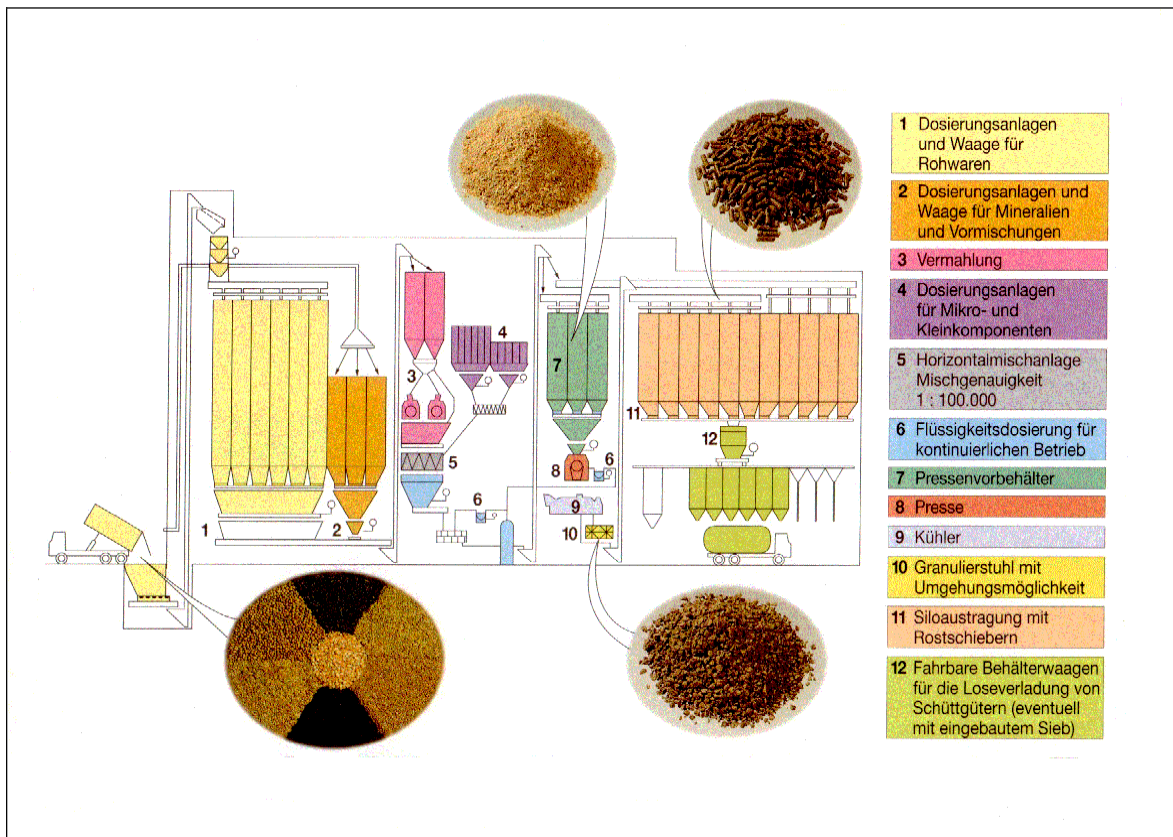 1 Dosierungsanlagen
und Waage für
Rohwaren
2 Dosierungsanlagen und
Waage für Mineralien
und Vormischungen
3 Vermahlung
4 Dosierungsanlagen
für Mikro- und
Kleinkomponenten
5 Horizontalmischanlage
Mischgenauigkeit
1 : 100.000
6 Flüssigkeitsdosierung für
kontinuierlichen Betrieb
7 Pressenvorbehälter
8 Presse
9 Kühler
10 Granulierstuhl mit
Umgehungsmöglichkeit
11 Siloaustragung mit
Rostschiebern
12 Fahrbare Behälterwaagen
für die Loseverladung von
Schüttgütern (eventuell
mit eingebautem Sieb)
1
2
3
4
5
6
7
8
6
9
10
11
12